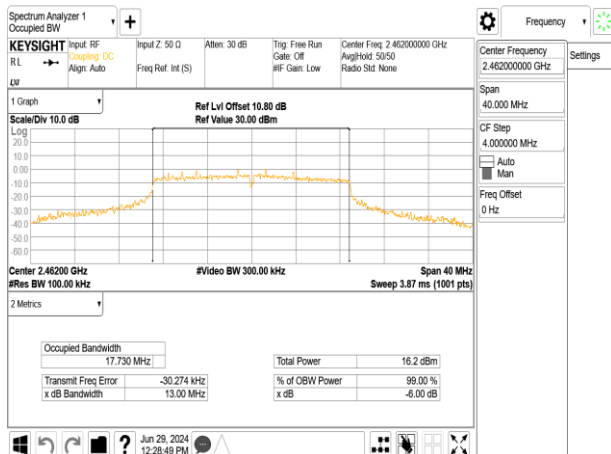 Spectrum Analyzer 1
Occupied BW
Frequency
KEYSIGHT
RL
Input: RF
Coupling: DC
Align: Auto
Input Z: 50 Ω
Freq Ref: Int (S)
Atten: 30 dB
Trig: Free Run
Gate: Off
#IF Gain: Low
Center Freq: 2.462000000 GHz
Avg|Hold: 50/50
Radio Std: None
Center Frequency
2.462000000 GHz
Settings
Span
40.000 MHz
CF Step
4.000000 MHz
Auto
Man
Freq Offset
0 Hz
1 Graph
Scale/Div 10.0 dB
Ref Lvl Offset 10.80 dB
Ref Value 30.00 dBm
Log
20.0
10.0
0.00
-10.0
-20.0
-30.0
-40.0
-50.0
-60.0
Center 2.46200 GHz
#Res BW 100.00 kHz
#Video BW 300.00 kHz
Span 40 MHz
Sweep 3.87 ms (1001 pts)
2 Metrics
Occupied Bandwidth
17.730 MHz
Total Power 16.2 dBm
Transmit Freq Error -30.274 kHz
% of OBW Power 99.00 %
x dB Bandwidth 13.00 MHz
x dB -6.00 dB
?
Jun 29, 2024
12:28:49 PM